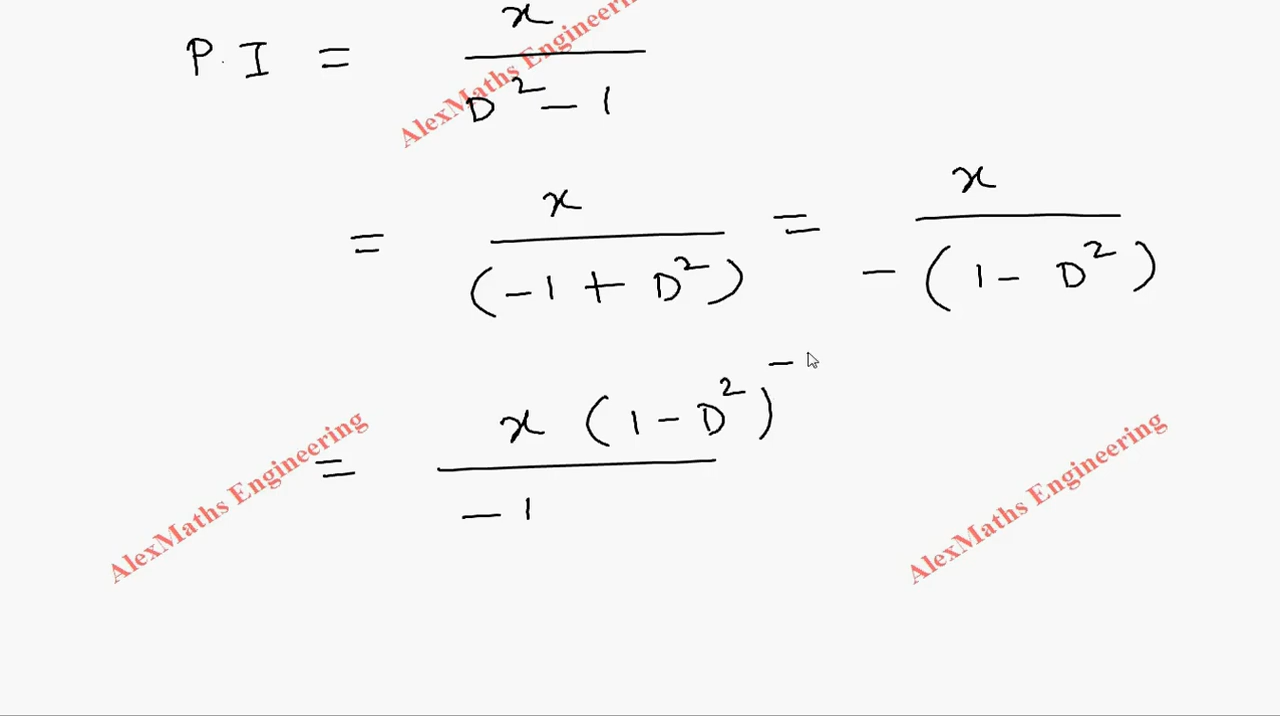 P.I = x / D² - 1
= x / (-1 + D²) = x / -(1 - D²)
= x (1 - D²)⁻ / -1
AlexMaths Engineering
AlexMaths Engineering
AlexMaths Engineering